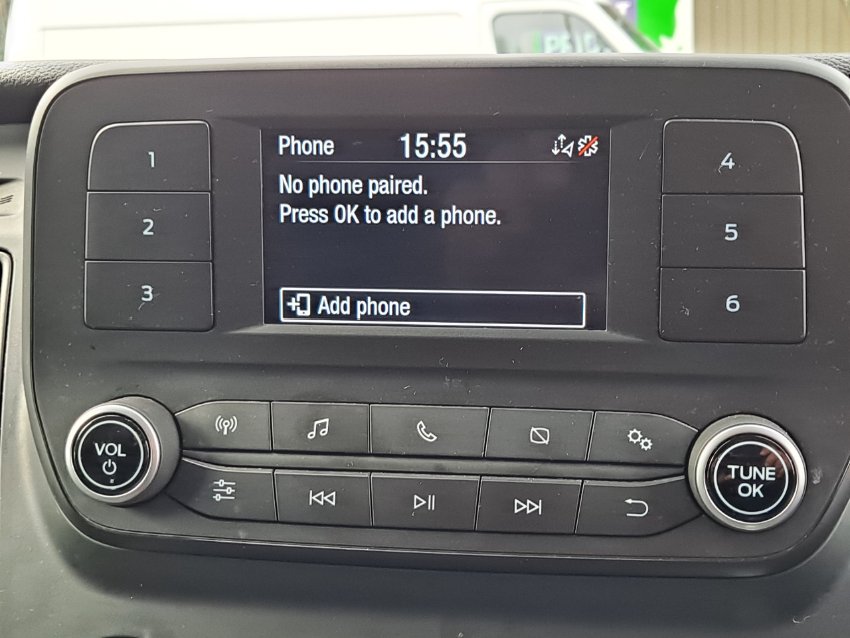 Phone 15:55
No phone paired.
Press OK to add a phone.
Add phone
1
2
3
4
5
6
VOL
TUNE
OK